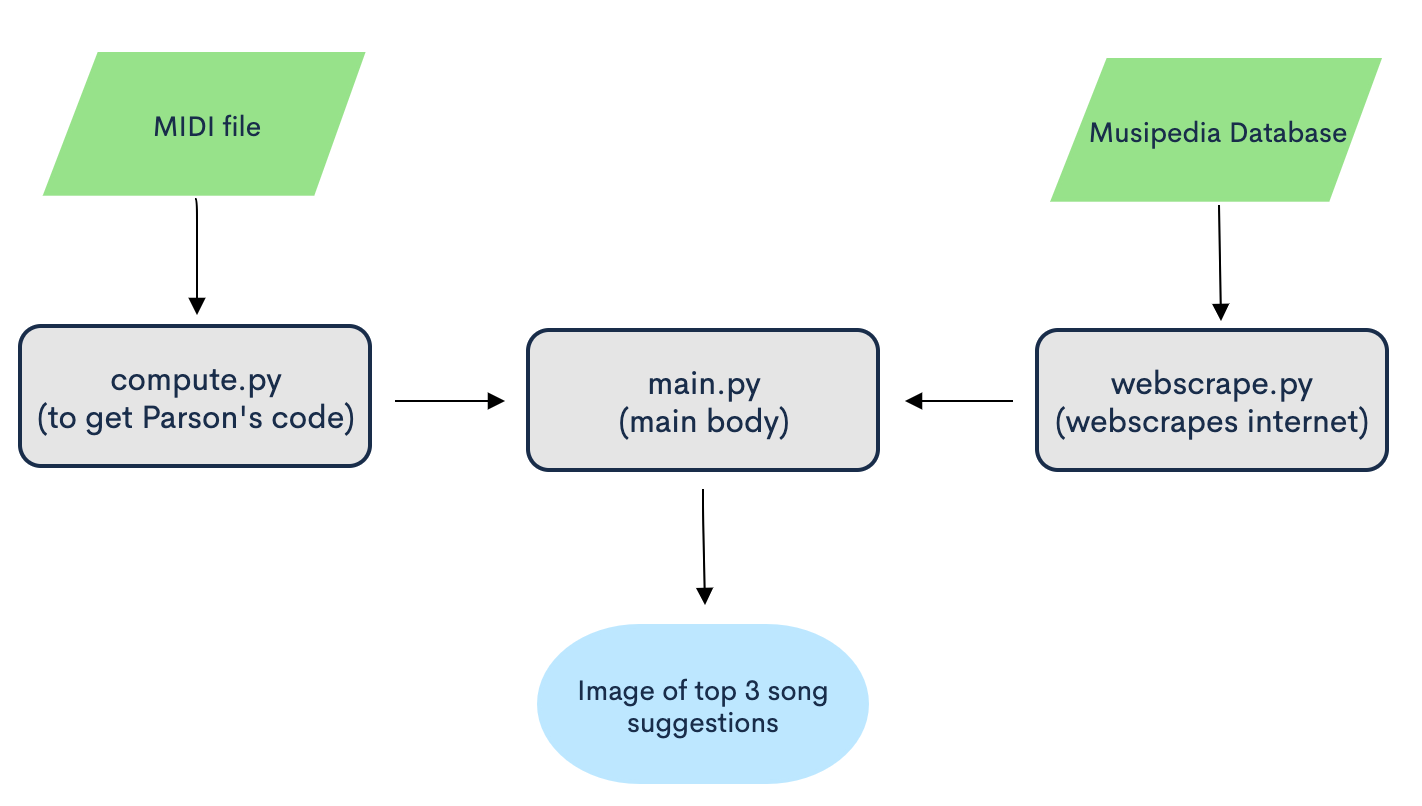 MIDI file
Musipedia Database
compute.py
(to get Parson's code)
main.py
(main body)
webscrape.py
(webscrapes internet)
Image of top 3 song
suggestions